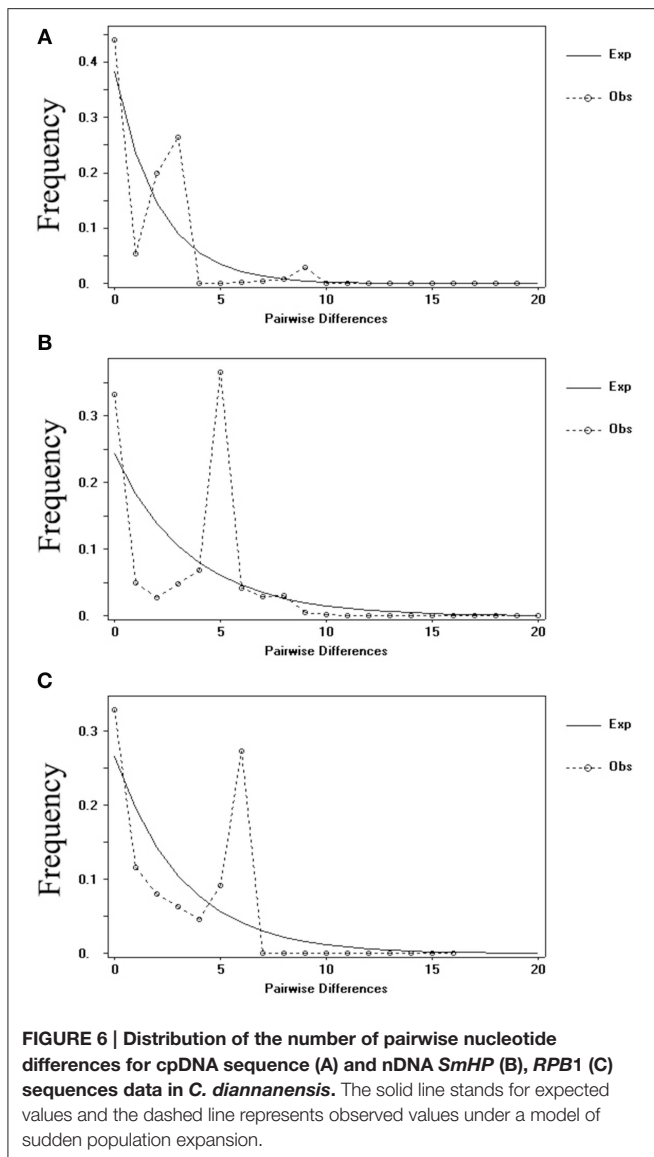 A
Frequency
0.4
0.2
0.
0
5
10
15
20
Pairwise Differences
Exp
Obs
B
Frequency
0.3
0.2
0.1
0.
0
5
10
15
20
Pairwise Differences
Exp
Obs
C
Frequency
0.3
0.2
0.1
0.
0
5
10
15
20
Pairwise Differences
Exp
Obs
FIGURE 6 | Distribution of the number of pairwise nucleotide
differences for cpDNA sequence (A) and nDNA SmHP (B), RPB1 (C)
sequences data in C. diannanensis. The solid line stands for expected
values and the dashed line represents observed values under a model of
sudden population expansion.